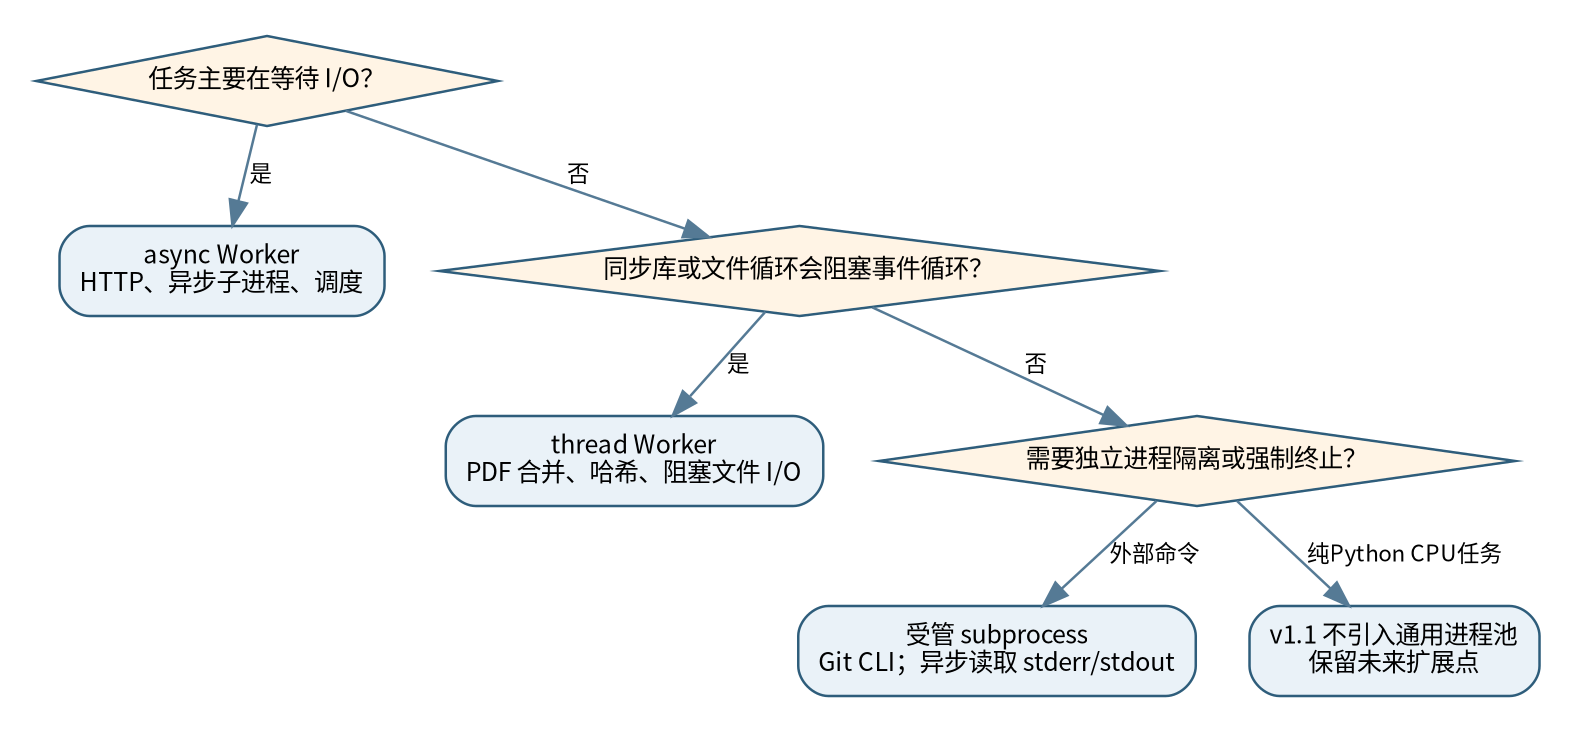 任务主要在等待 I/O？
是
否
async Worker
HTTP、异步子进程、调度
同步库或文件循环会阻塞事件循环？
是
否
thread Worker
PDF 合并、哈希、阻塞文件 I/O
需要独立进程隔离或强制终止？
外部命令
纯Python CPU任务
受管 subprocess
Git CLI；异步读取 stderr/stdout
v1.1 不引入通用进程池
保留未来扩展点